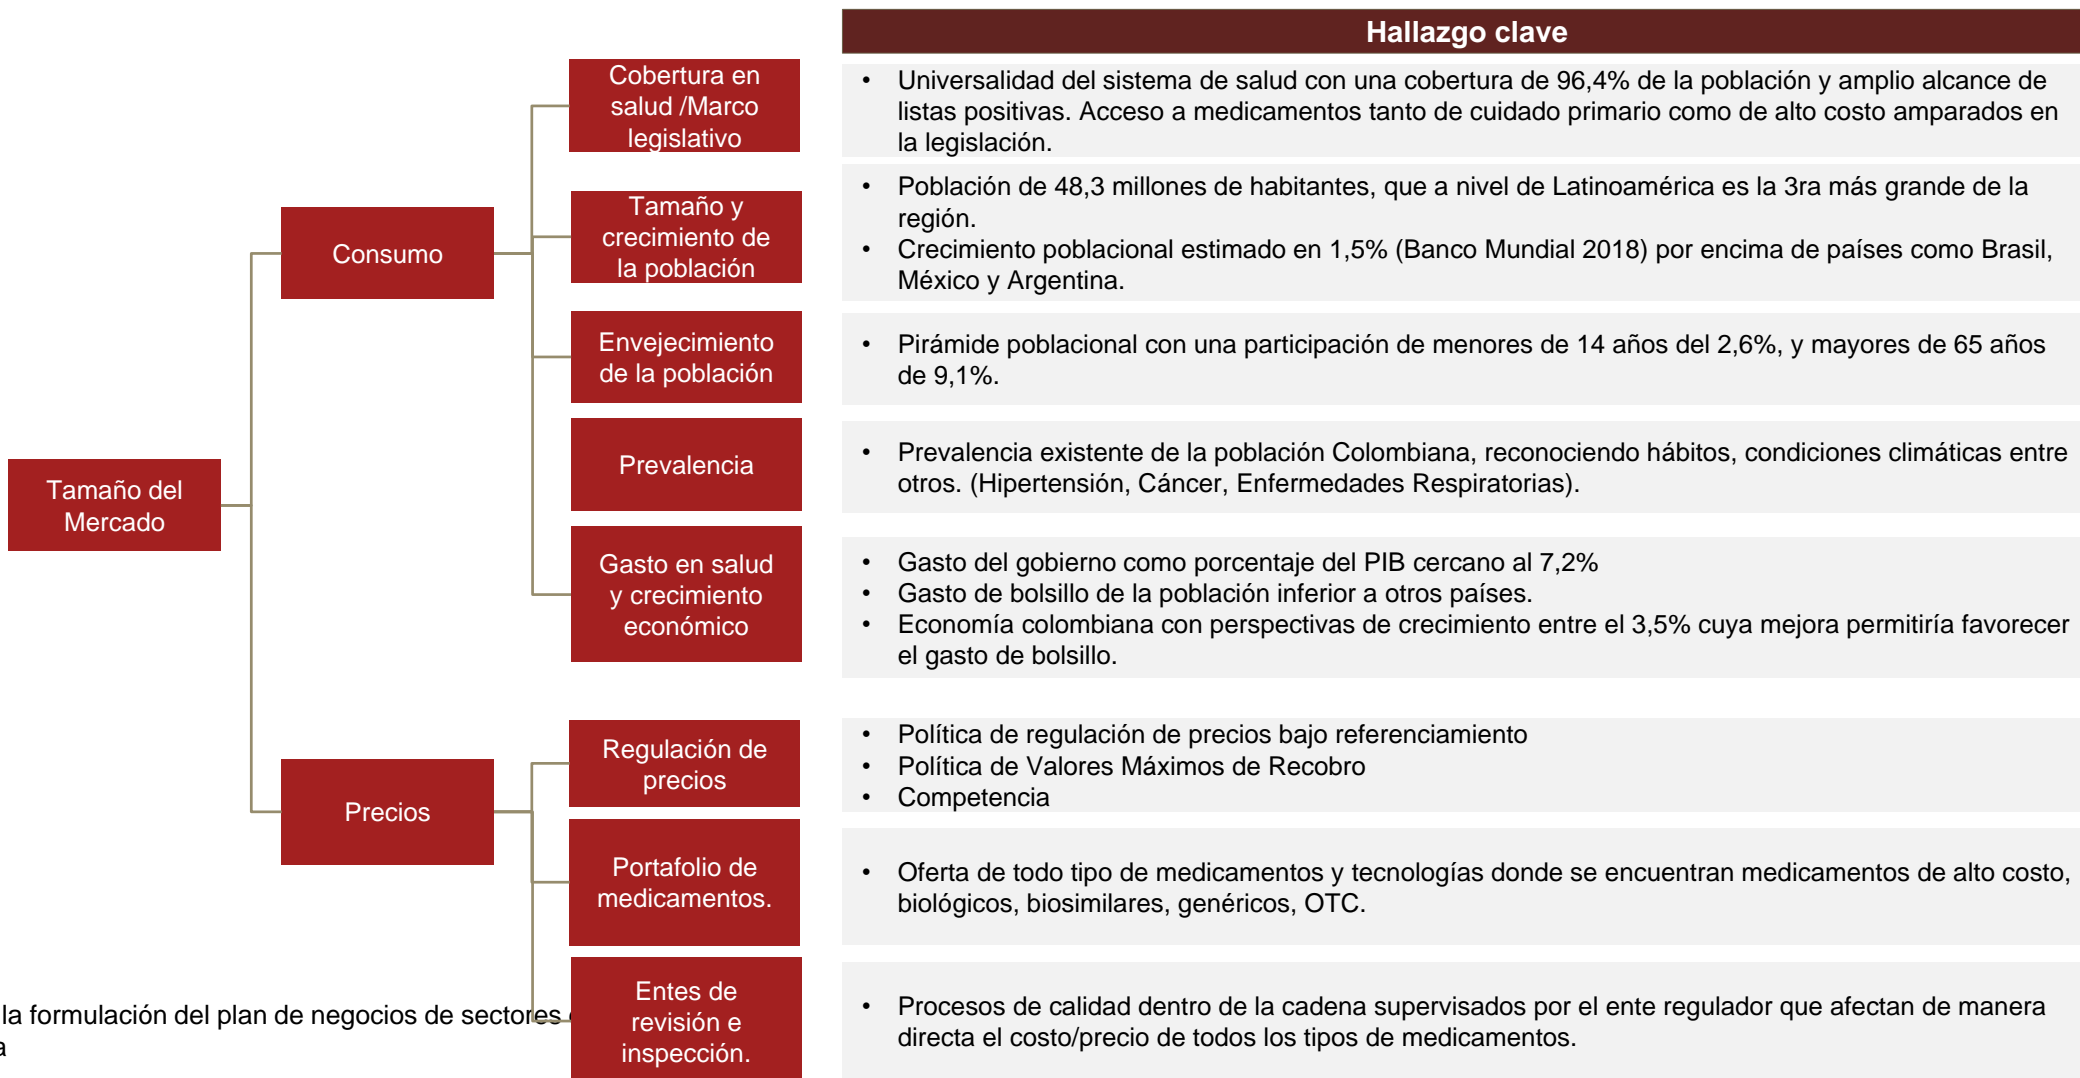 Hallazgo clave
Cobertura en
salud /Marco
legislativo
• Universalidad del sistema de salud con una cobertura de 96,4% de la población y amplio alcance de
listas positivas. Acceso a medicamentos tanto de cuidado primario como de alto costo amparados en
la legislación.
Consumo
Tamaño y
crecimiento de
la población
• Población de 48,3 millones de habitantes, que a nivel de Latinoamérica es la 3ra más grande de la
región.
• Crecimiento poblacional estimado en 1,5% (Banco Mundial 2018) por encima de países como Brasil,
México y Argentina.
Envejecimiento
de la población
• Pirámide poblacional con una participación de menores de 14 años del 2,6%, y mayores de 65 años
de 9,1%.
Prevalencia
• Prevalencia existente de la población Colombiana, reconociendo hábitos, condiciones climáticas entre
otros. (Hipertensión, Cáncer, Enfermedades Respiratorias).
Tamaño del
Mercado
Gasto en salud
y crecimiento
económico
• Gasto del gobierno como porcentaje del PIB cercano al 7,2%
• Gasto de bolsillo de la población inferior a otros países.
• Economía colombiana con perspectivas de crecimiento entre el 3,5% cuya mejora permitiría favorecer
el gasto de bolsillo.
Precios
Regulación de
precios
• Política de regulación de precios bajo referenciamiento
• Política de Valores Máximos de Recobro
• Competencia
Portafolio de
medicamentos.
• Oferta de todo tipo de medicamentos y tecnologías donde se encuentran medicamentos de alto costo,
biológicos, biosimilares, genéricos, OTC.
Entes de
revisión e
inspección.
• Procesos de calidad dentro de la cadena supervisados por el ente regulador que afectan de manera
directa el costo/precio de todos los tipos de medicamentos.
la formulación del plan de negocios de sectores
a